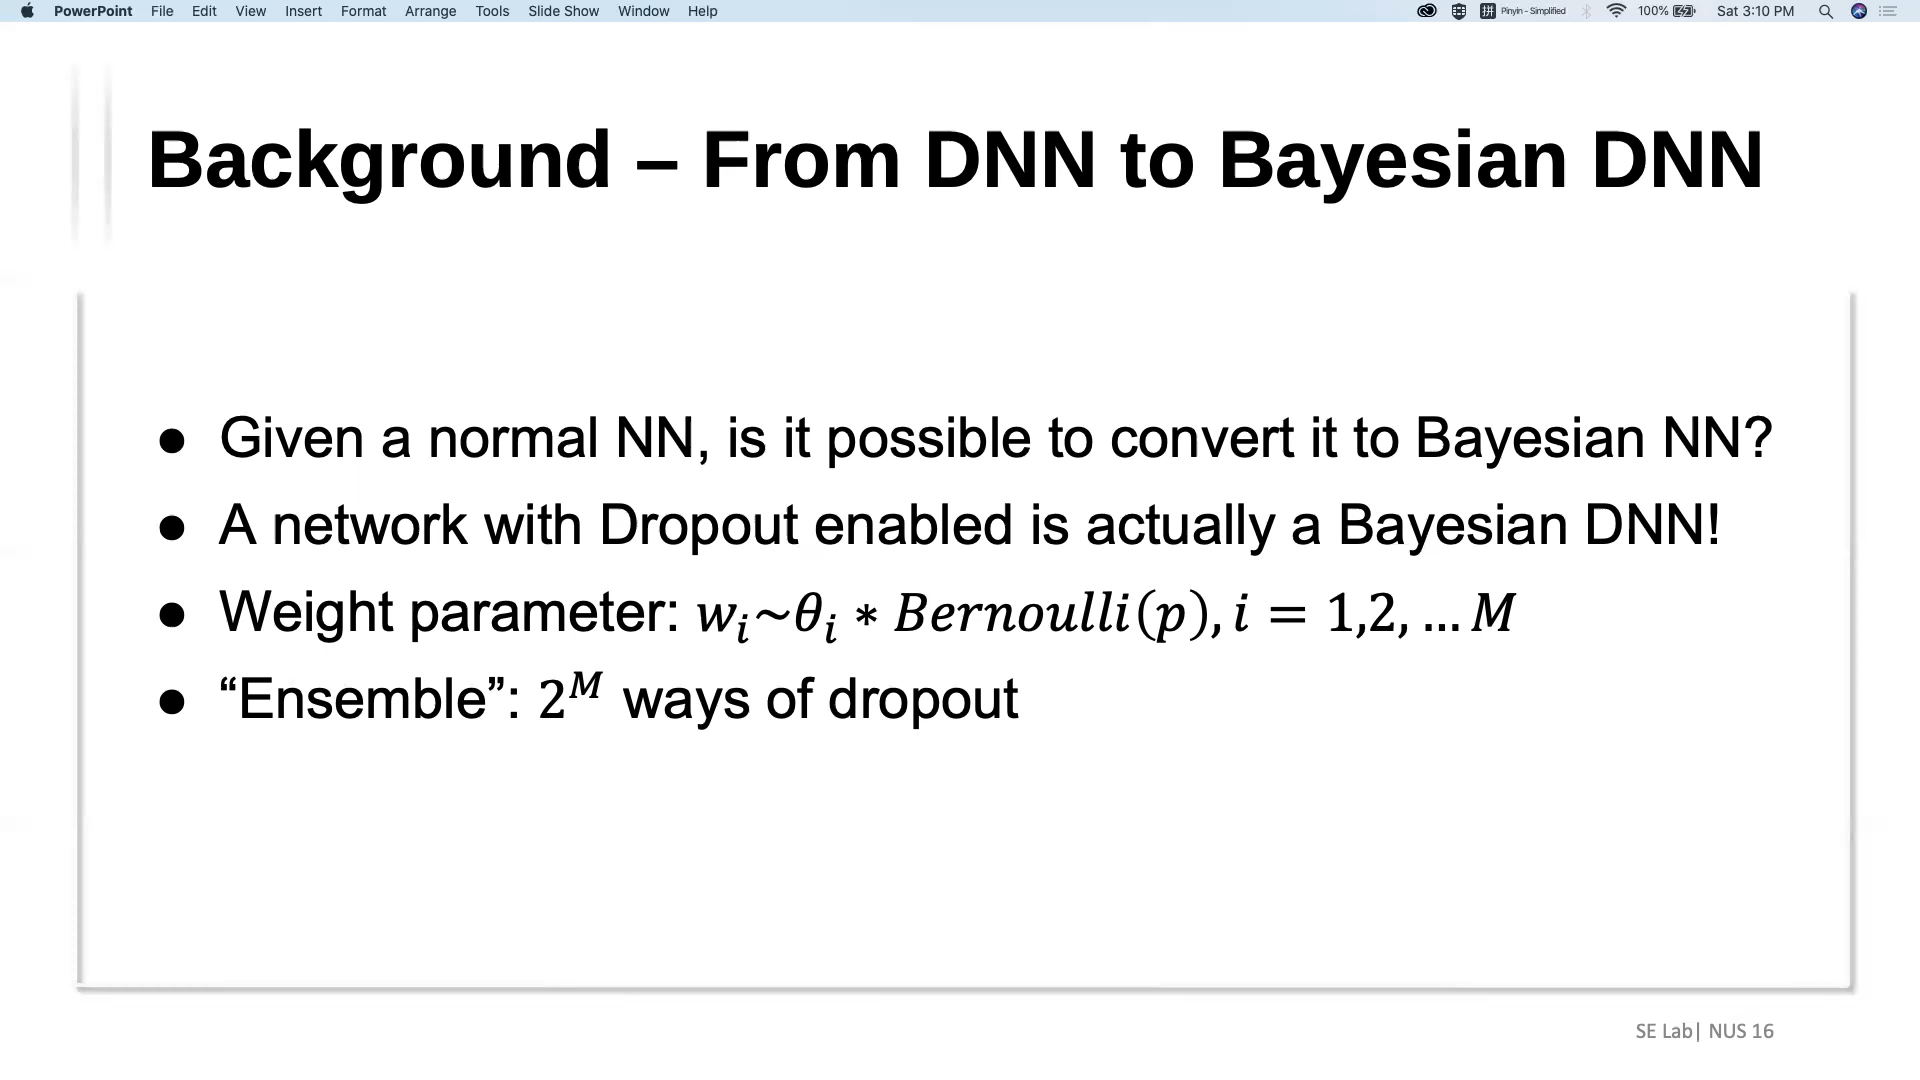 PowerPoint File Edit View Insert Format Arrange Tools Slide Show Window Help 拼 Pinyin - Simplified 100% Sat 3:10 PM
Background – From DNN to Bayesian DNN
● Given a normal NN, is it possible to convert it to Bayesian NN?
● A network with Dropout enabled is actually a Bayesian DNN!
● Weight parameter: 𝑤ᵢ~𝜃ᵢ ∗ 𝐵𝑒𝑟𝑛𝑜𝑢𝑙𝑙𝑖(𝑝), 𝑖 = 1,2, … 𝑀
● “Ensemble”: 2^𝑀 ways of dropout
SE Lab| NUS 16